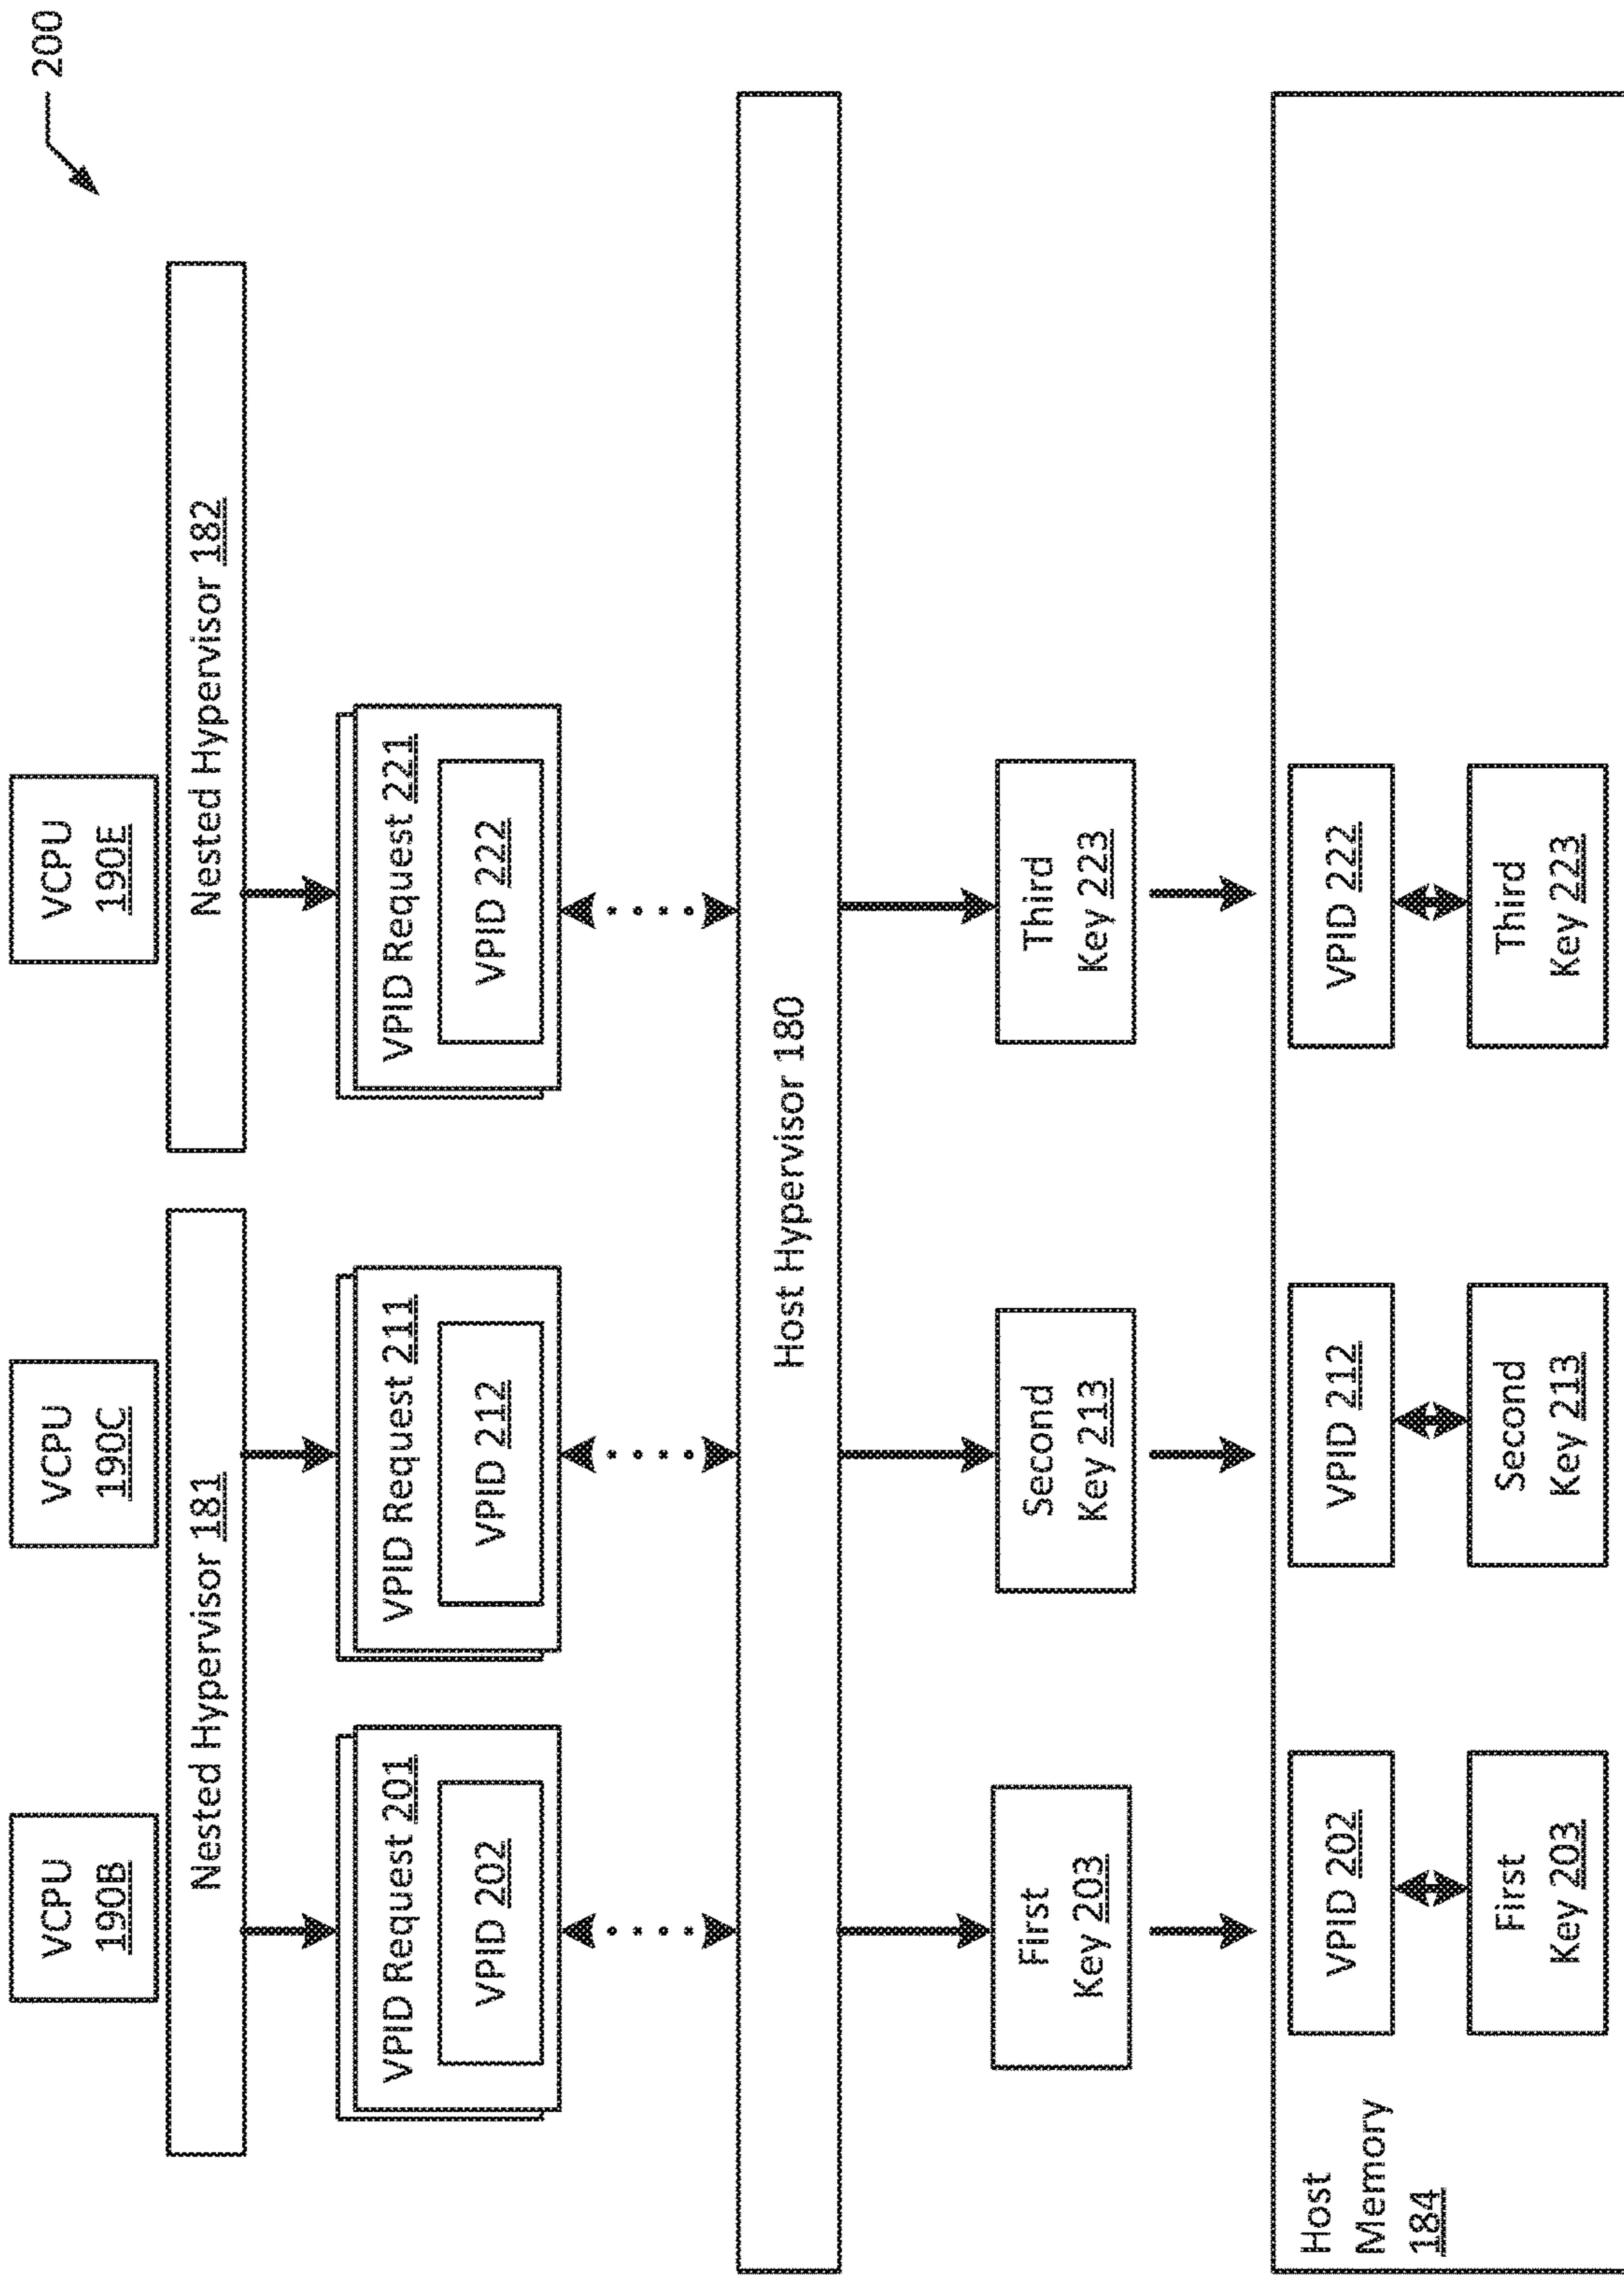 200
VCPU
190B
VCPU
190C
VCPU
190E
Nested Hypervisor 181
Nested Hypervisor 182
VPID Request 201
VPID 202
VPID Request 211
VPID 212
VPID Request 221
VPID 222
Host Hypervisor 180
First
Key 203
Second
Key 213
Third
Key 223
Host
Memory
184
VPID 202
VPID 212
VPID 222
First
Key 203
Second
Key 213
Third
Key 223